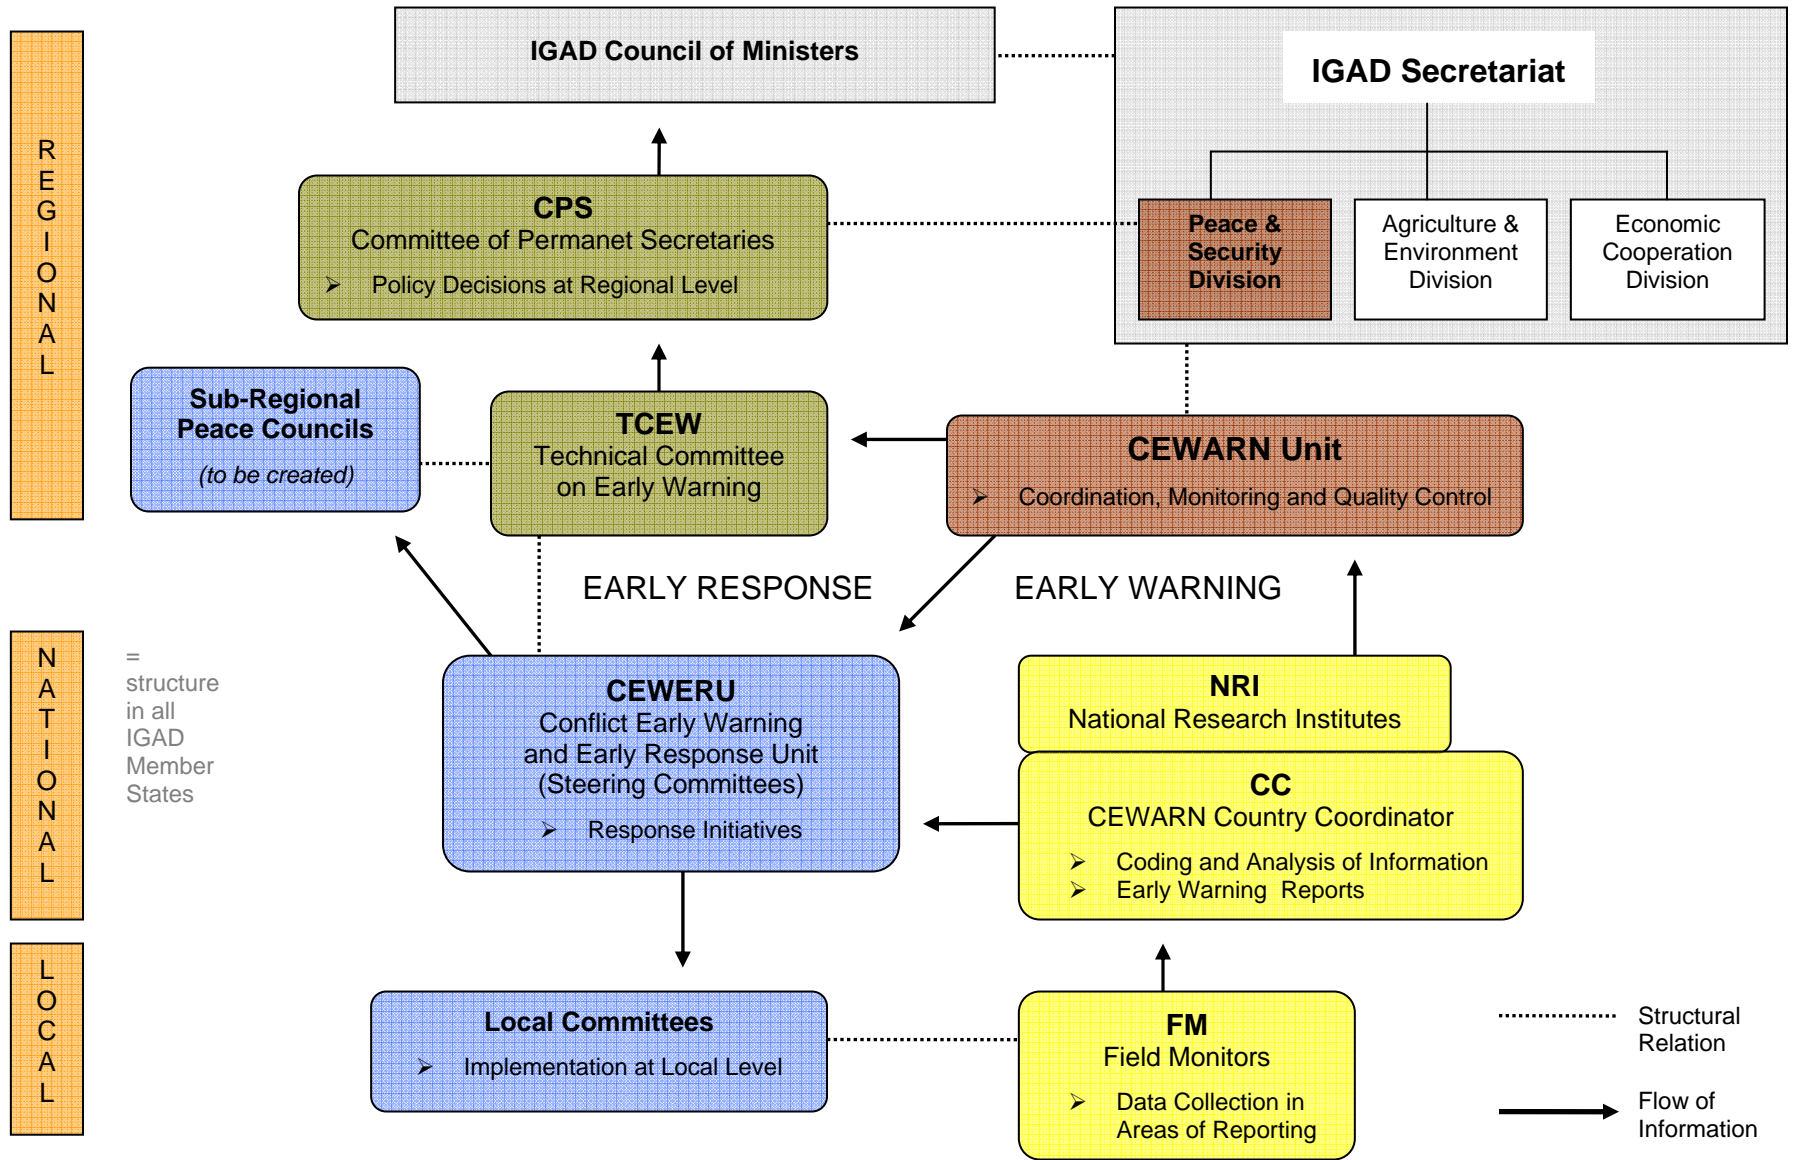 REGIONAL
IGAD Council of Ministers
IGAD Secretariat
Peace &
Security
Division
Agriculture &
Environment
Division
Economic
Cooperation
Division
CPS
Committee of Permanet Secretaries
➢ Policy Decisions at Regional Level
Sub-Regional
Peace Councils
(to be created)
TCEW
Technical Committee
on Early Warning
CEWARN Unit
➢ Coordination, Monitoring and Quality Control
EARLY RESPONSE
EARLY WARNING
NATIONAL
=
structure
in all
IGAD
Member
States
CEWERU
Conflict Early Warning
and Early Response Unit
(Steering Committees)
➢ Response Initiatives
NRI
National Research Institutes
CC
CEWARN Country Coordinator
➢ Coding and Analysis of Information
➢ Early Warning Reports
LOCAL
Local Committees
➢ Implementation at Local Level
FM
Field Monitors
➢ Data Collection in
Areas of Reporting
Structural
Relation
Flow of
Information